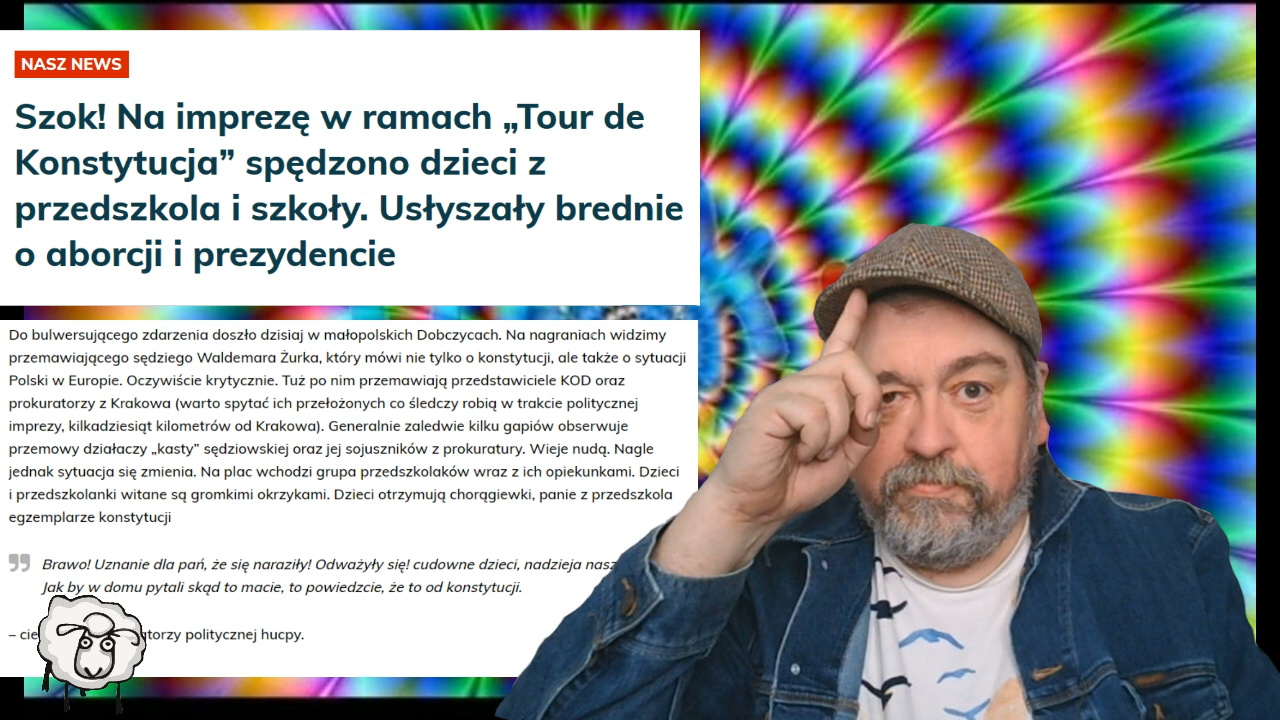 NASZ NEWS
Szok! Na imprezę w ramach „Tour de
Konstytucja” spędzono dzieci z
przedszkola i szkoły. Usłyszały brednie
o aborcji i prezydencie
Do bulwersującego zdarzenia doszło dzisiaj w małopolskich Dobczycach. Na nagraniach widzimy
przemawiającego sędziego Waldemara Żurka, który mówi nie tylko o konstytucji, ale także o sytuacji
Polski w Europie. Oczywiście krytycznie. Tuż po nim przemawiają przedstawiciele KOD oraz
prokuratorzy z Krakowa (warto spytać ich przełożonych co śledczy robią w trakcie politycznej
imprezy, kilkadziesiąt kilometrów od Krakowa). Generalnie zaledwie kilku gapiów obserwuje
przemowy działaczy „kasty” sędziowskiej oraz jej sojuszników z prokuratury. Wieje nudą. Nagle
jednak sytuacja się zmienia. Na plac wchodzi grupa przedszkolaków wraz z ich opiekunkami. Dzieci
i przedszkolanki witane są gromkimi okrzykami. Dzieci otrzymują chorągiewki, panie z przedszkola
egzemplarze konstytucji
Brawo! Uznanie dla pań, że się naraziły! Odważyły się! cudowne dzieci, nadzieja nasz
Jak by w domu pytali skąd to macie, to powiedzcie, że to od konstytucji.
– cie atorzy politycznej hucpy.